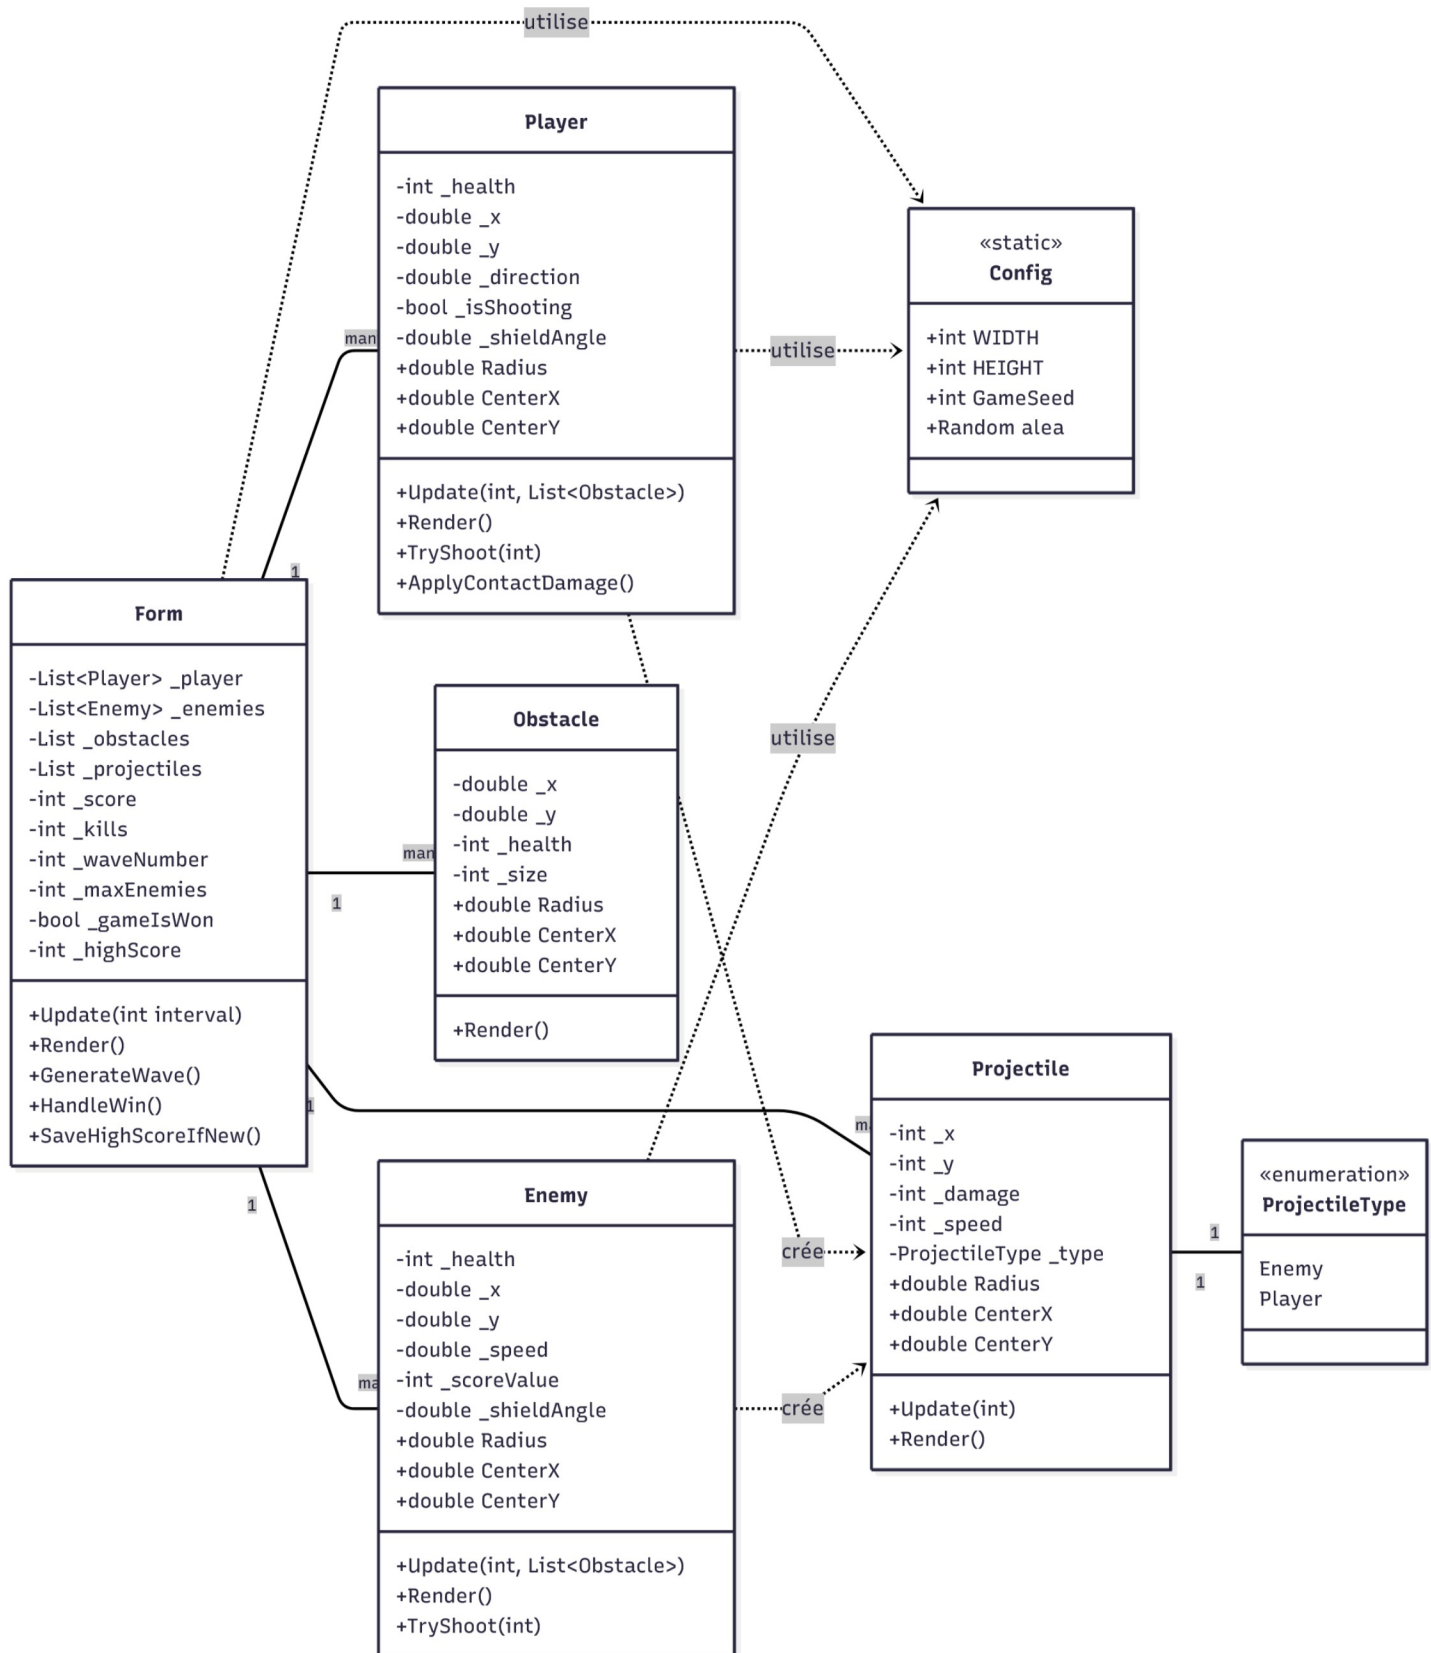 utilise
Player
-int _health
-double _x
-double _y
-double _direction
-bool _isShooting
-double _shieldAngle
+double Radius
+double CenterX
+double CenterY
+Update(int, List<Obstacle>)
+Render()
+TryShoot(int)
+ApplyContactDamage()
man
1
utilise
«static»
Config
+int WIDTH
+int HEIGHT
+int GameSeed
+Random alea
Form
-List<Player> _player
-List<Enemy> _enemies
-List _obstacles
-List _projectiles
-int _score
-int _kills
-int _waveNumber
-int _maxEnemies
-bool _gameIsWon
-int _highScore
+Update(int interval)
+Render()
+GenerateWave()
+HandleWin()
+SaveHighScoreIfNew()
man
1
Obstacle
-double _x
-double _y
-int _health
-int _size
+double Radius
+double CenterX
+double CenterY
+Render()
utilise
1
ma
1
ma
Enemy
-int _health
-double _x
-double _y
-double _speed
-int _scoreValue
-double _shieldAngle
+double Radius
+double CenterX
+double CenterY
+Update(int, List<Obstacle>)
+Render()
+TryShoot(int)
crée
crée
Projectile
-int _x
-int _y
-int _damage
-int _speed
-ProjectileType _type
+double Radius
+double CenterX
+double CenterY
+Update(int)
+Render()
1
1
«enumeration»
ProjectileType
Enemy
Player